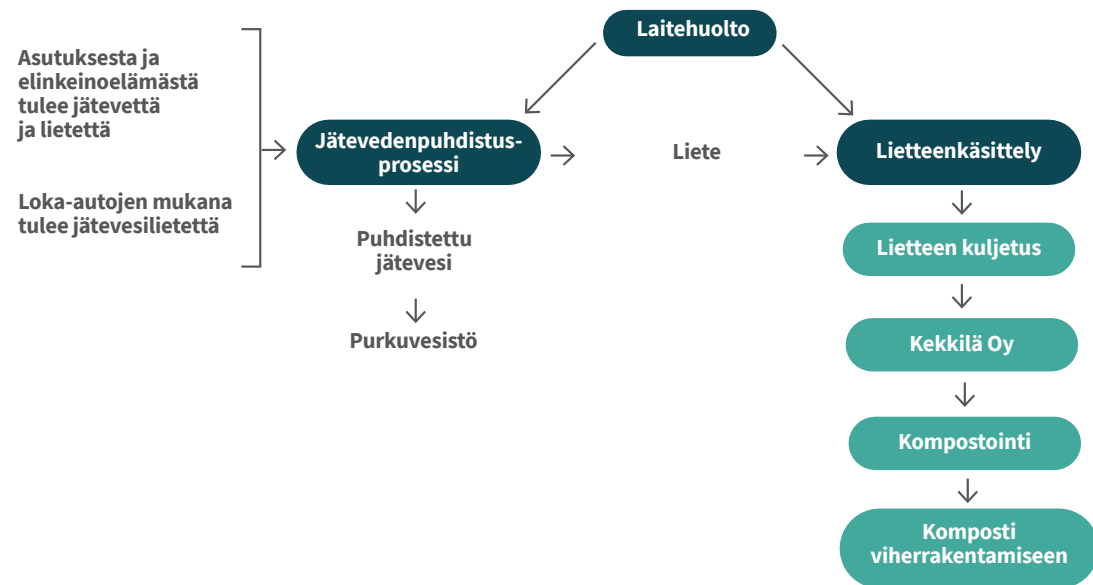 Laitehuolto
Asutuksesta ja
elinkeinoelämästä
tulee jätevettä
ja lietettä
Loka-autojen mukana
tulee jätevesilietettä
Jätevedenpuhdistus-
prosessi
Liete
Lietteenkäsittely
Puhdistettu
jätevesi
Purkuvesistö
Lietteen kuljetus
Kekkilä Oy
Kompostointi
Komposti
viherrakentamiseen